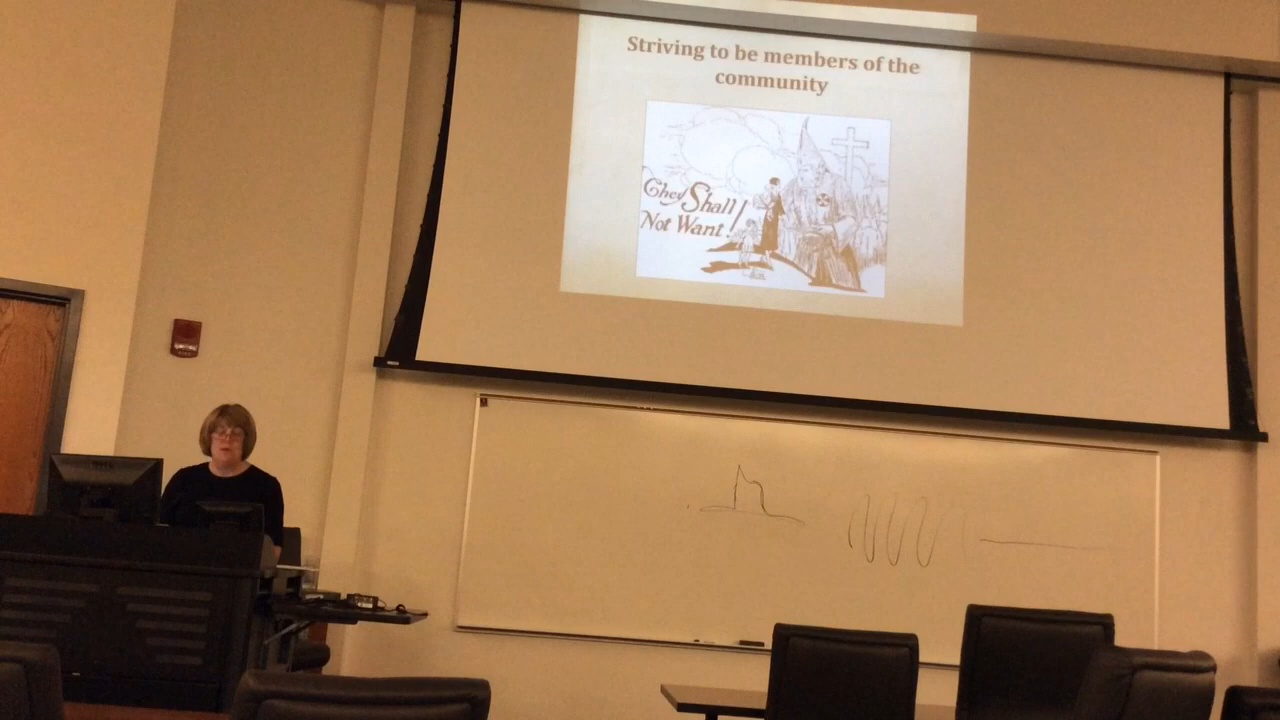 Striving to be members of the
community
They Shall
Not Want!